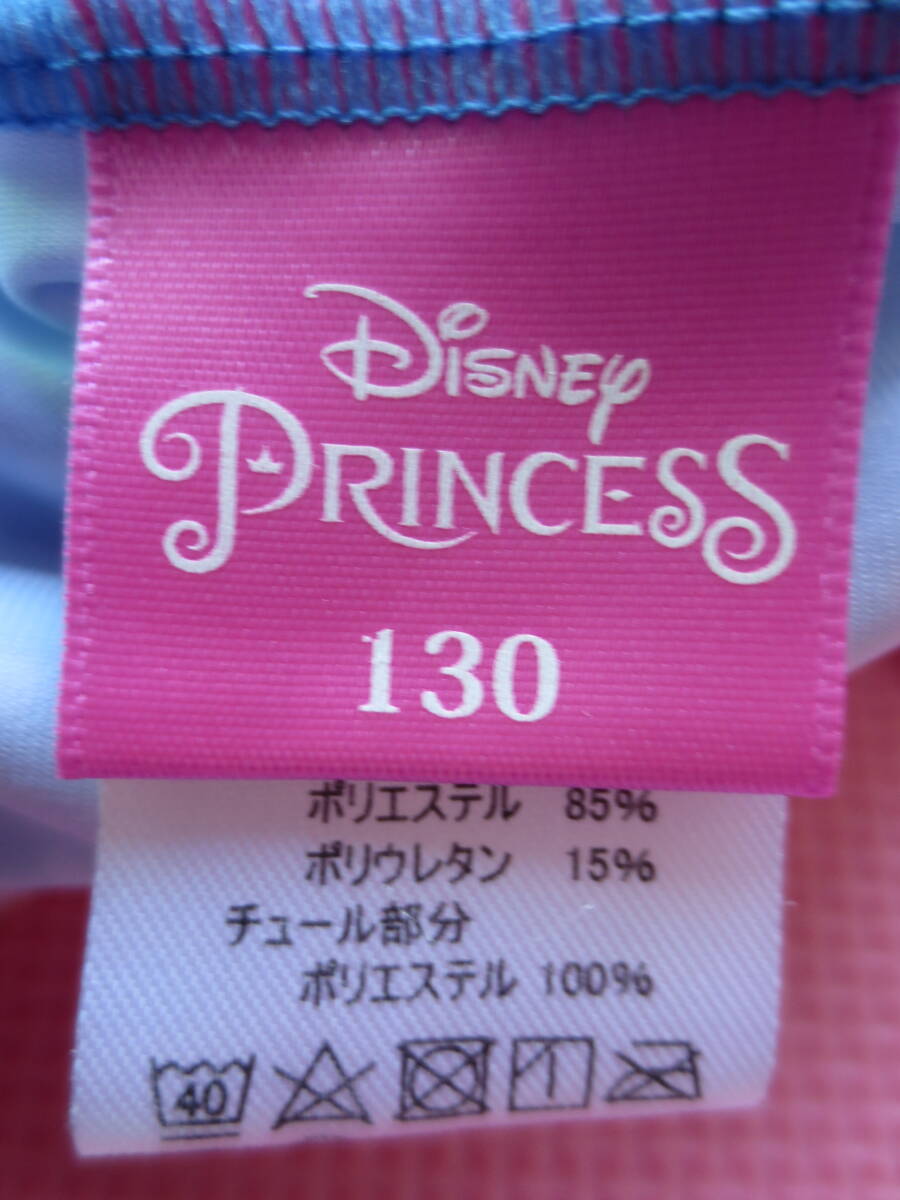 Disney
PRINCESS
130
ポリエステル 85%
ポリウレタン 15%
チュール部分
ポリエステル 100%
40